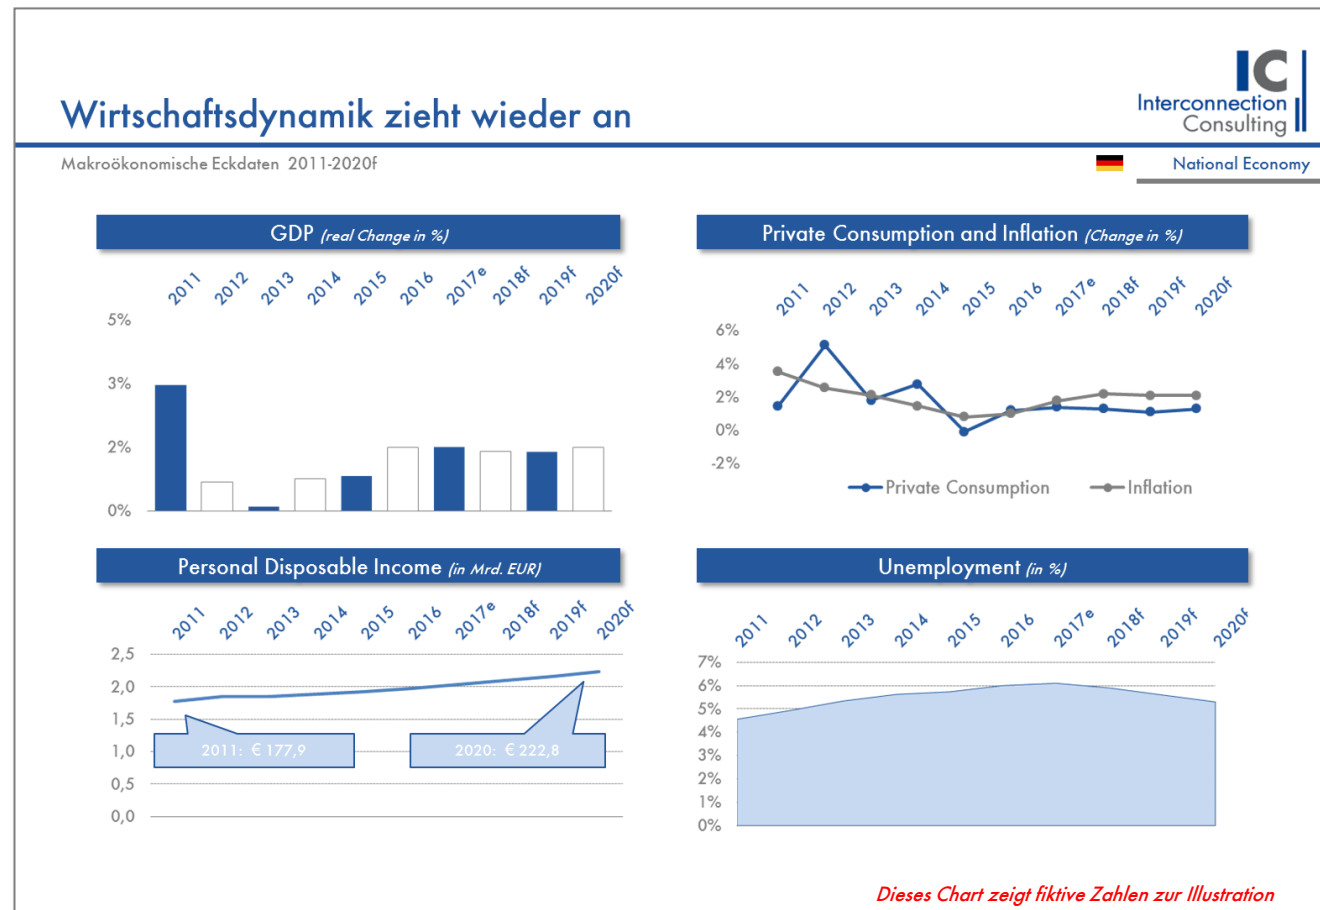 IC
Interconnection
Consulting
Wirtschaftsdynamik zieht wieder an
Makroökonomische Eckdaten 2011-2020f
National Economy
GDP (real Change in %)
2011 2012 2013 2014 2015 2016 2017e 2018f 2019f 2020f
5%
3%
2%
0%
Private Consumption and Inflation (Change in %)
2011 2012 2013 2014 2015 2016 2017e 2018f 2019f 2020f
6%
4%
2%
0%
-2%
Private Consumption Inflation
Personal Disposable Income (in Mrd. EUR)
2011 2012 2013 2014 2015 2016 2017e 2018f 2019f 2020f
2,5
2,0
1,5
1,0
0,5
0,0
2011: € 177,9
2020: € 222,8
Unemployment (in %)
2011 2012 2013 2014 2015 2016 2017e 2018f 2019f 2020f
7%
6%
5%
4%
3%
2%
1%
0%
Dieses Chart zeigt fiktive Zahlen zur Illustration